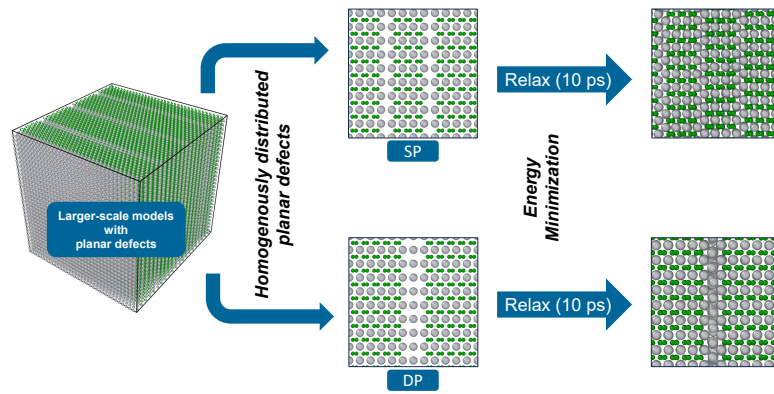 Larger-scale models
with
planar defects
Homogenously distributed
planar defects
SP
DP
Relax (10 ps)
Relax (10 ps)
Energy
Minimization